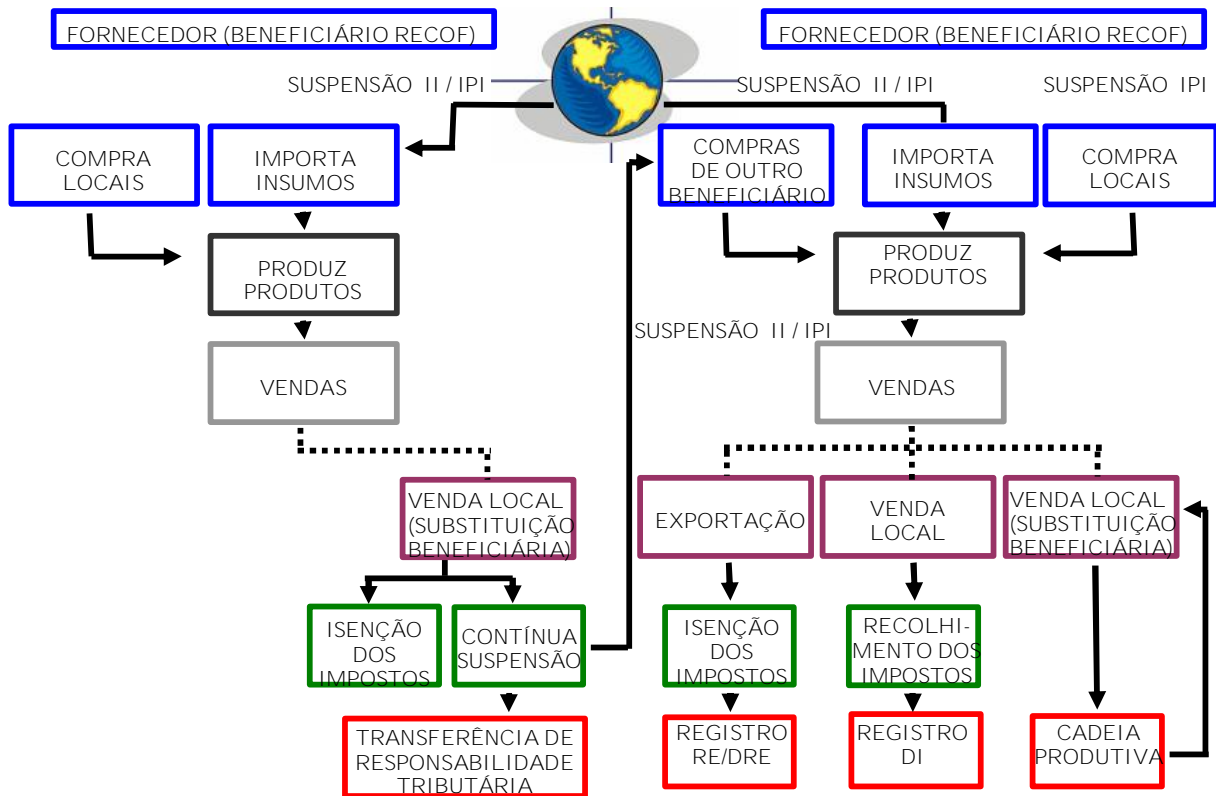 FORNECEDOR (BENEFICIÁRIO RECOF)
FORNECEDOR (BENEFICIÁRIO RECOF)
SUSPENSÃO II / IPI
SUSPENSÃO II / IPI
SUSPENSÃO IPI
COMPRA
LOCAIS
IMPORTA
INSUMOS
COMPRAS
DE OUTRO
BENEFICIÁRIO
IMPORTA
INSUMOS
COMPRA
LOCAIS
PRODUZ
PRODUTOS
PRODUZ
PRODUTOS
SUSPENSÃO II / IPI
VENDAS
VENDAS
VENDA LOCAL
(SUBSTITUIÇÃO
BENEFICIÁRIA)
EXPORTAÇÃO
VENDA
LOCAL
VENDA LOCAL
(SUBSTITUIÇÃO
BENEFICIÁRIA)
ISENÇÃO
DOS
IMPOSTOS
CONTÍNUA
SUSPENSÃO
ISENÇÃO
DOS
IMPOSTOS
RECOLHI-
MENTO DOS
IMPOSTOS
TRANSFERÊNCIA DE
RESPONSABILIDADE
TRIBUTÁRIA
REGISTRO
RE/DRE
REGISTRO
DI
CADEIA
PRODUTIVA